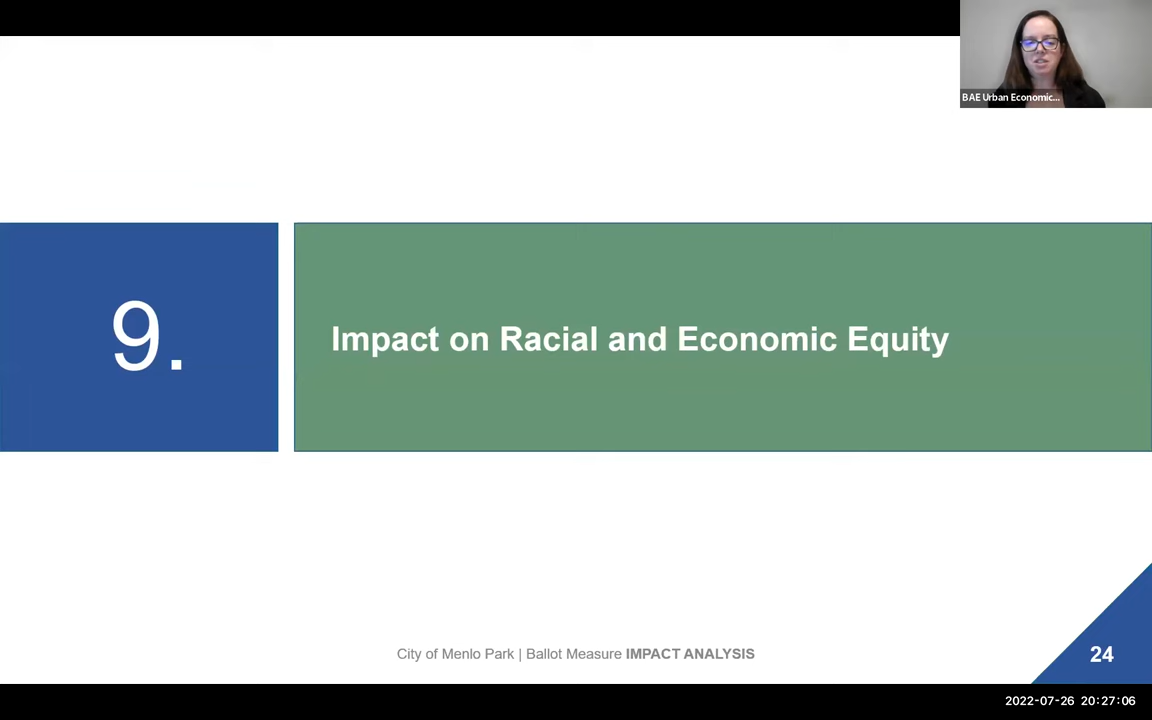 BAE Urban Economic...
9.
Impact on Racial and Economic Equity
City of Menlo Park | Ballot Measure IMPACT ANALYSIS
24
2022-07-26 20:27:06